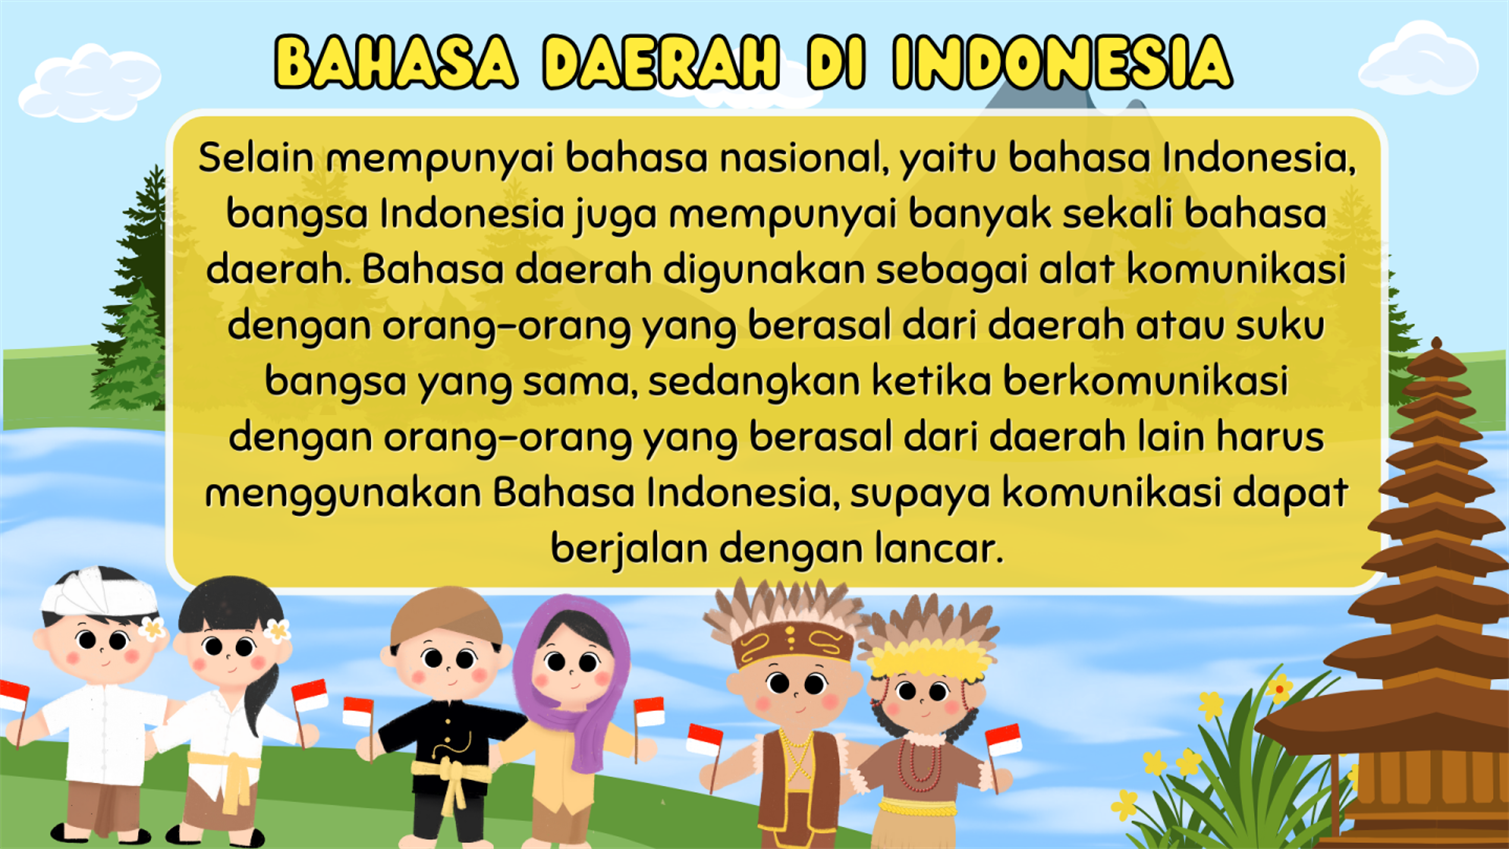 BAHASA DAERAH DI INDONESIA
Selain mempunyai bahasa nasional, yaitu bahasa Indonesia,
bangsa Indonesia juga mempunyai banyak sekali bahasa
daerah. Bahasa daerah digunakan sebagai alat komunikasi
dengan orang-orang yang berasal dari daerah atau suku
bangsa yang sama, sedangkan ketika berkomunikasi
dengan orang-orang yang berasal dari daerah lain harus
menggunakan Bahasa Indonesia, supaya komunikasi dapat
berjalan dengan lancar.